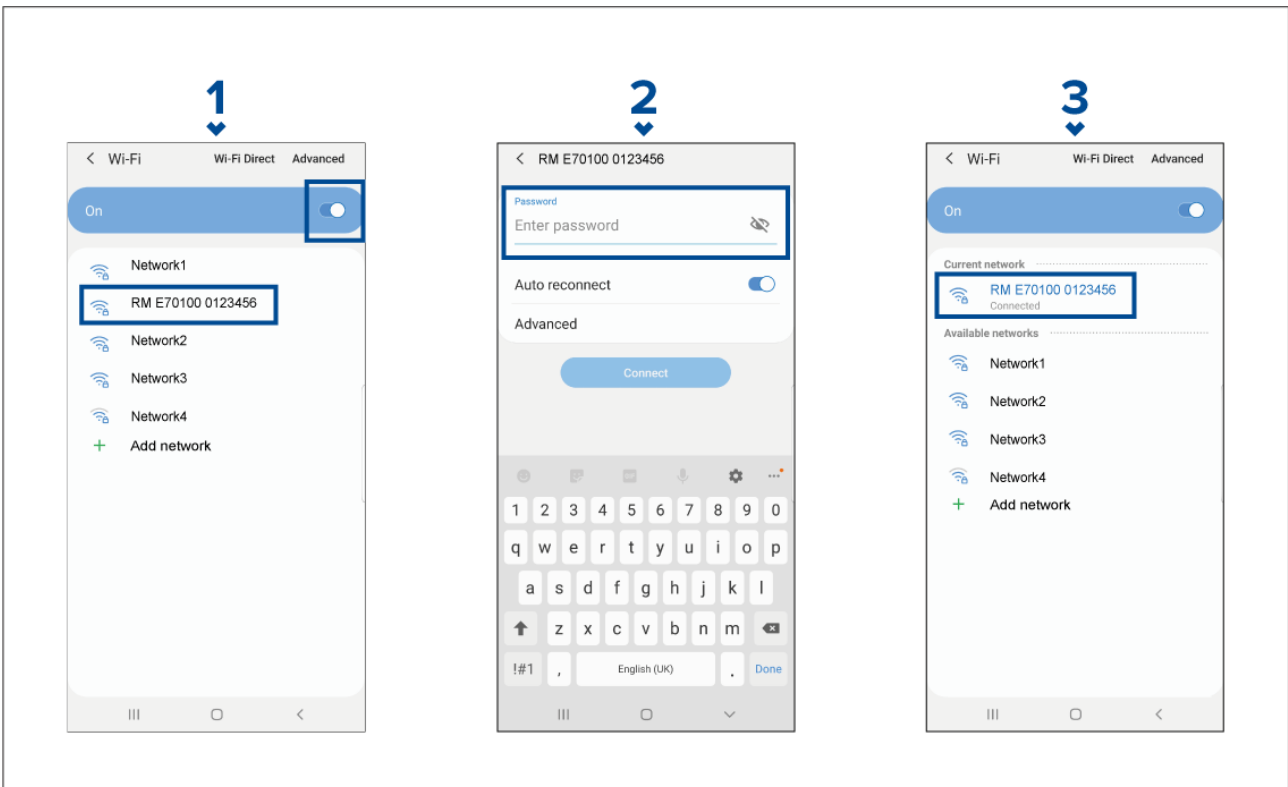 1
Wi-Fi Wi-Fi Direct Advanced
On
Network1
RM E70100 0123456
Network2
Network3
Network4
+ Add network
2
RM E70100 0123456
Password
Enter password
Auto reconnect
Advanced
Connect
1 2 3 4 5 6 7 8 9 0
q w e r t y u i o p
a s d f g h j k l
z x c v b n m
!#1 , English (UK) . Done
3
Wi-Fi Wi-Fi Direct Advanced
On
Current network
RM E70100 0123456
Connected
Available networks
Network1
Network2
Network3
Network4
+ Add network